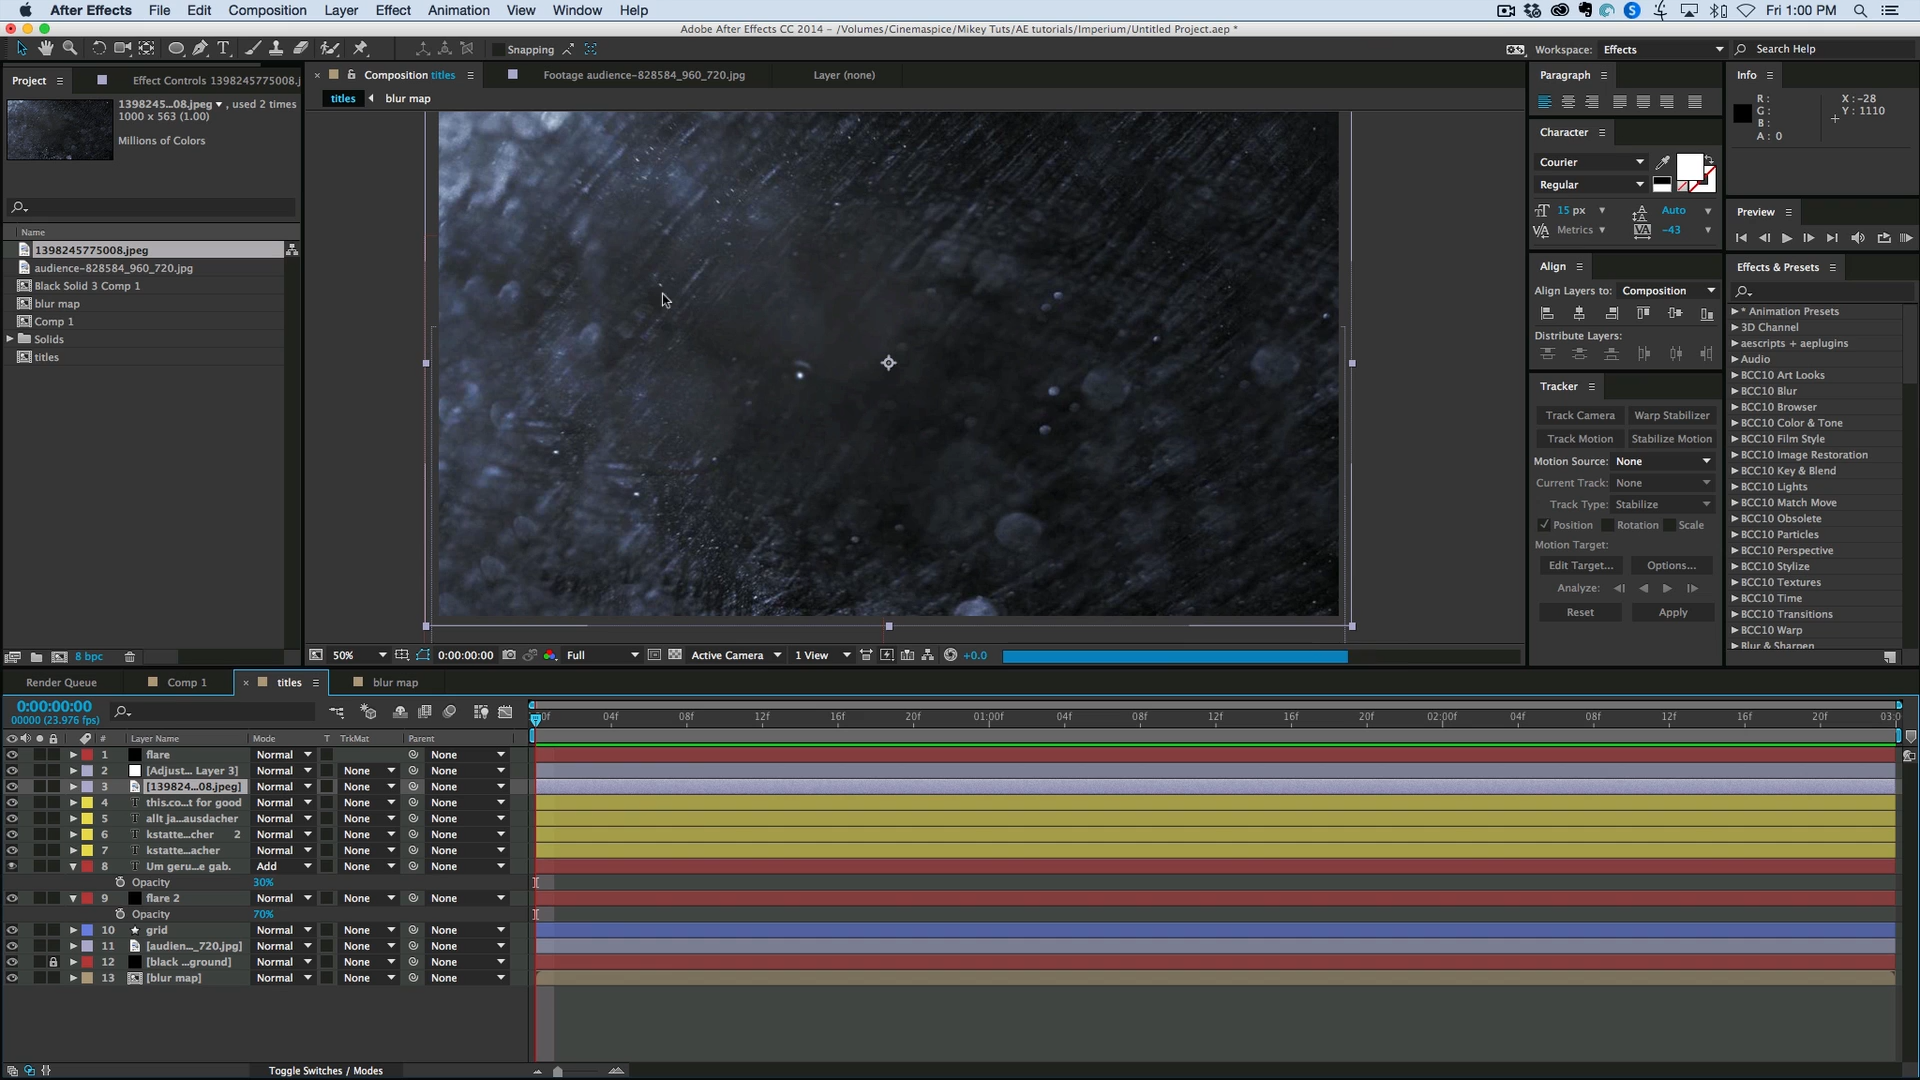 After Effects File Edit Composition Layer Effect Animation View Window Help Fri 1:00 PM
Adobe After Effects CC 2014 - /Volumes/Cinemaspice/Mikey Tuts/AE tutorials/Imperium/Untitled Project.aep *
Snapping Workspace: Effects Search Help
Project Effect Controls 1398245775008.j Composition titles Footage audience-828584_960_720.jpg Layer (none) Paragraph Info
1398245...08.jpeg , used 2 times
1000 x 563 (1.00)
Millions of Colors
titles blur map
R: X : -28
G: Y : 1110
B:
A : 0
Character
Courier
Regular
15 px Auto
Metrics -43
Preview
Align
Align Layers to: Composition
Distribute Layers:
Effects & Presets
* Animation Presets
3D Channel
aescripts + aeplugins
Audio
BCC10 Art Looks
BCC10 Blur
BCC10 Browser
BCC10 Color & Tone
BCC10 Film Style
BCC10 Image Restoration
BCC10 Key & Blend
BCC10 Lights
BCC10 Match Move
BCC10 Obsolete
BCC10 Particles
BCC10 Perspective
BCC10 Stylize
BCC10 Textures
BCC10 Time
BCC10 Transitions
BCC10 Warp
Blur & Sharpen
Tracker
Track Camera Warp Stabilizer
Track Motion Stabilize Motion
Motion Source: None
Current Track: None
Track Type: Stabilize
Position Rotation Scale
Motion Target:
Edit Target... Options...
Analyze:
Reset Apply
Name
1398245775008.jpeg
audience-828584_960_720.jpg
Black Solid 3 Comp 1
blur map
Comp 1
Solids
titles
8 bpc
50% 0:00:00:00 Full Active Camera 1 View +0.0
Render Queue Comp 1 titles blur map
0:00:00:00
00000 (23.976 fps)
04f 08f 12f 16f 20f 01:00f 04f 08f 12f 16f 20f 02:00f 04f 08f 12f 16f 20f 03:0
# Layer Name Mode T TrkMat Parent
1 flare Normal None
2 [Adjust... Layer 3] Normal None None
3 [139824...08.jpeg] Normal None None
4 this.co...t for good Normal None None
5 allt ja...ausdacher Normal None None
6 kstatte...cher 2 Normal None None
7 kstatte...acher Normal None None
8 Um geru...e gab. Add None None
Opacity 30%
9 flare 2 Normal None None
Opacity 70%
10 grid Normal None None
11 [audien..._720.jpg] Normal None None
12 [black ...ground] Normal None None
13 [blur map] Normal None None
Toggle Switches / Modes